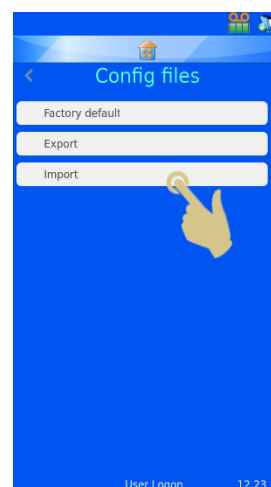 Config files
Factory default
Export
Import
User Logon 12.23